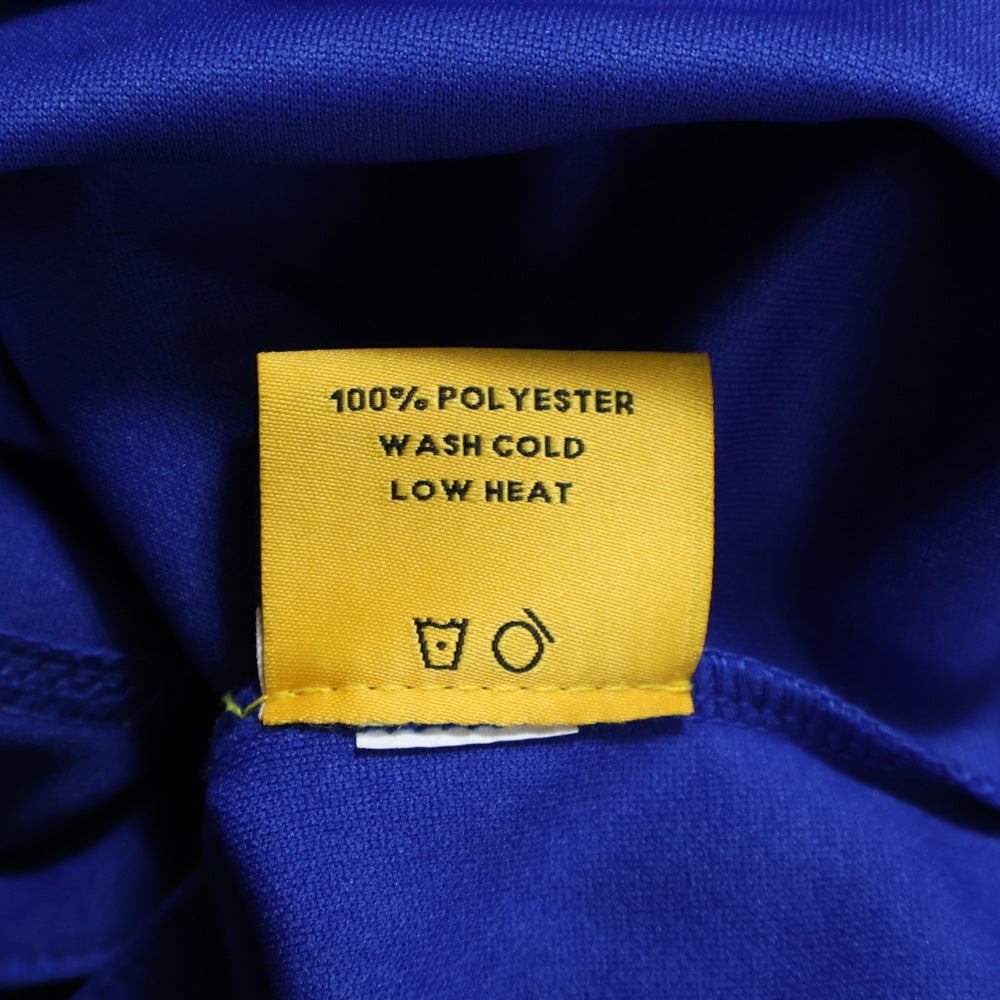 100% POLYESTER
WASH COLD
LOW HEAT